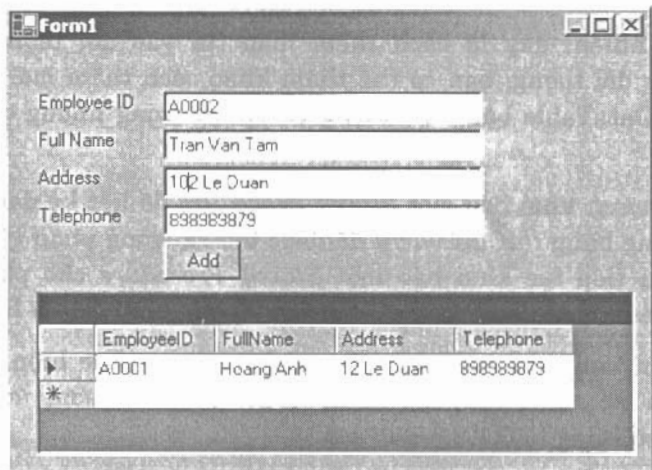 Form1
Employee ID A0002
Full Name Tran Van Tam
Address 102 Le Duan
Telephone 898989879
Add
EmployeeID FullName Address Telephone
A0001 Hoang Anh 12 Le Duan 898989879